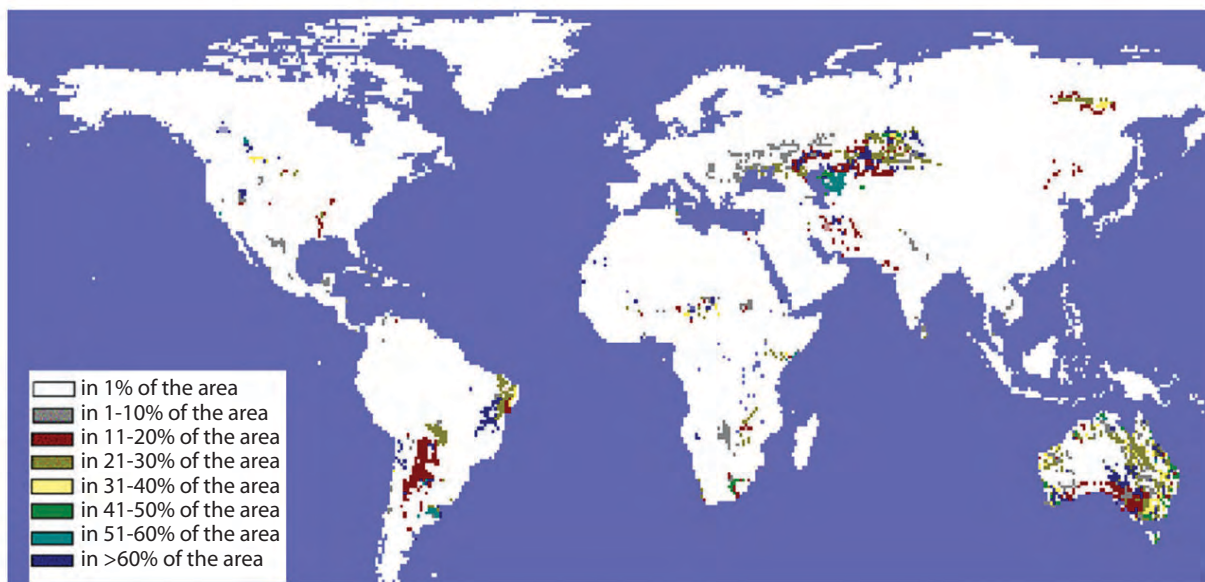 in 1% of the area
in 1-10% of the area
in 11-20% of the area
in 21-30% of the area
in 31-40% of the area
in 41-50% of the area
in 51-60% of the area
in >60% of the area